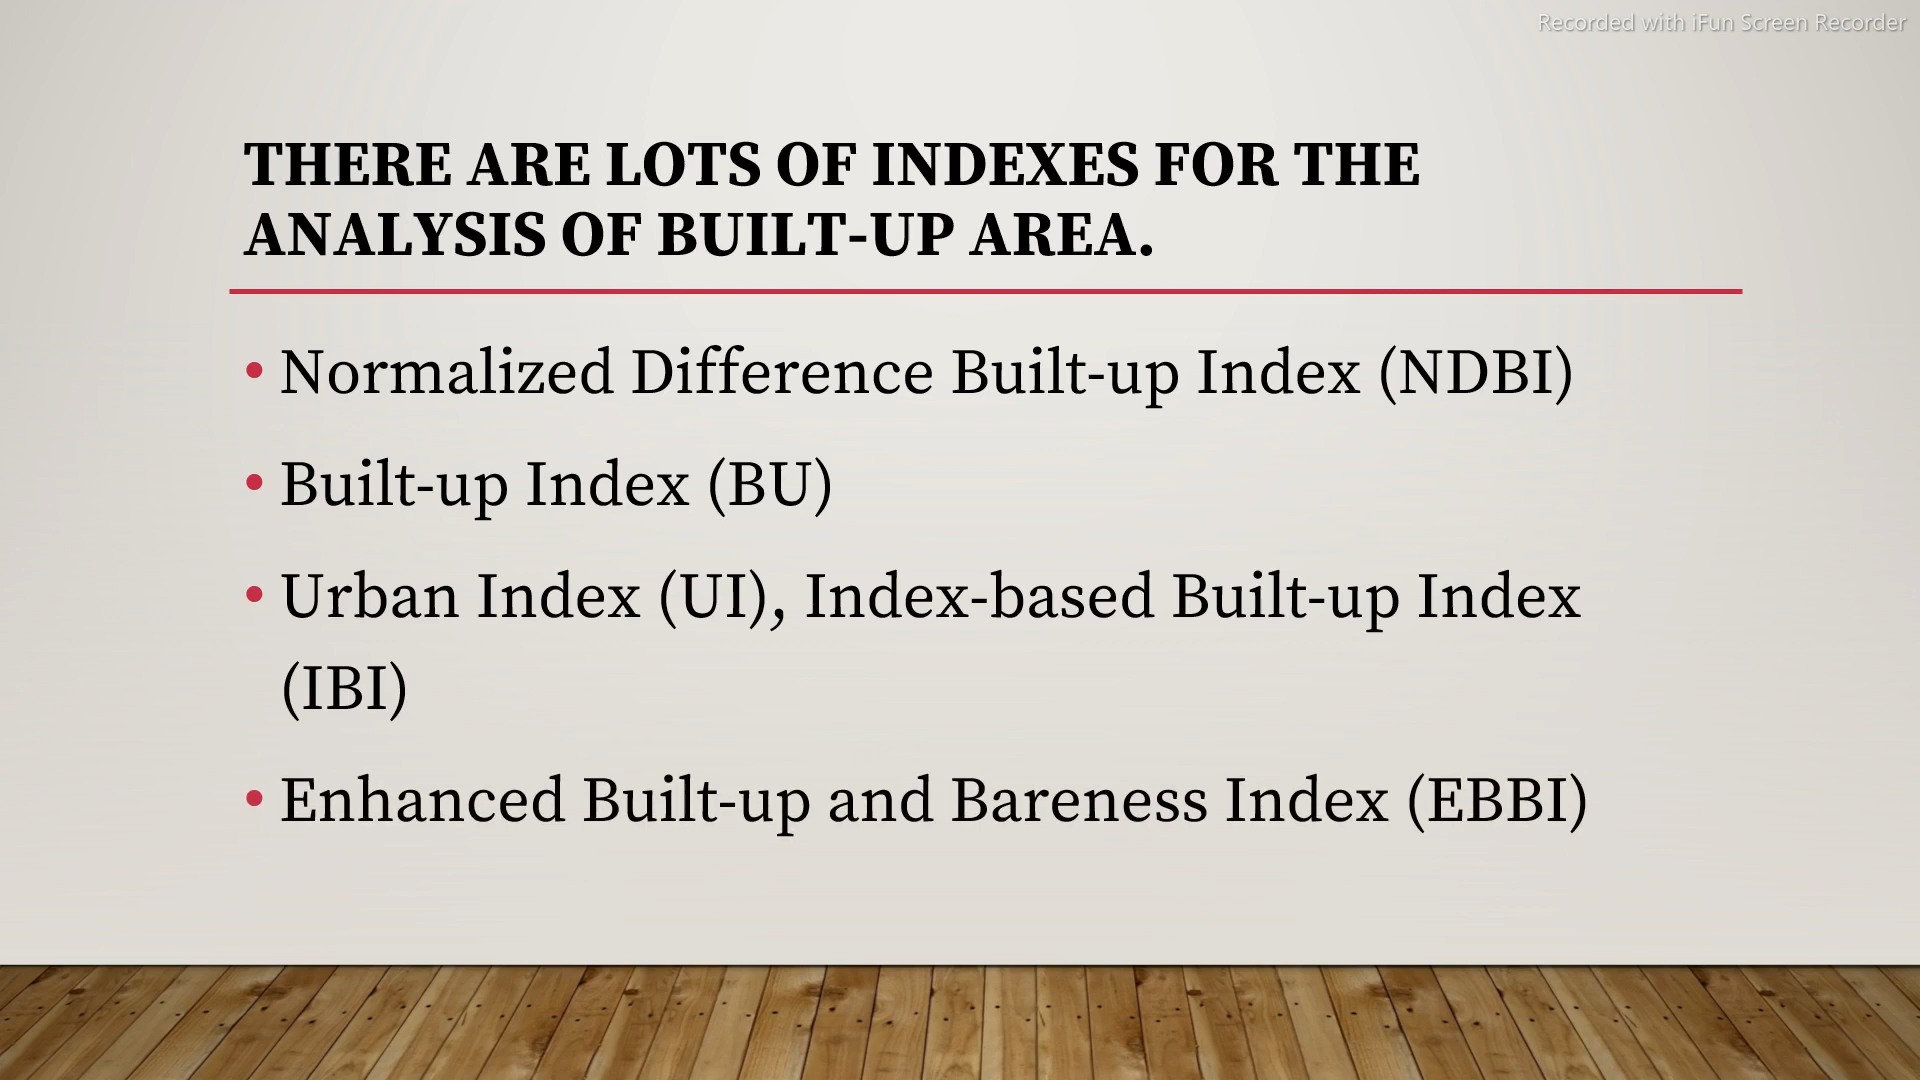 Recorded with iFun Screen Recorder
THERE ARE LOTS OF INDEXES FOR THE
ANALYSIS OF BUILT-UP AREA.
• Normalized Difference Built-up Index (NDBI)
• Built-up Index (BU)
• Urban Index (UI), Index-based Built-up Index
(IBI)
• Enhanced Built-up and Bareness Index (EBBI)